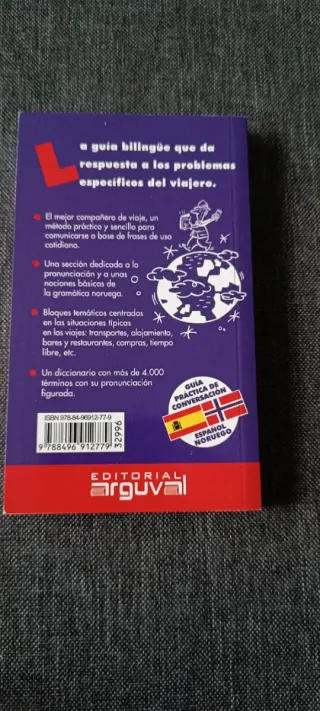 La guía bilingüe que da
respuesta a los problemas
específicos del viajero.
El mejor compañero de viaje, un
método práctico y sencillo para
comunicarse a base de frases de uso
cotidiano.
Una sección dedicada a la
pronunciación y a unas
nociones básicas de
la gramática noruega.
Bloques temáticos centrados
en las situaciones típicas
en los viajes: transportes, alojamiento,
bares y restaurantes, compras, tiempo
libre, etc.
Un diccionario con más de 4.000
términos con su pronunciación
figurada.
GUÍA
PRÁCTICA DE
CONVERSACIÓN
ESPAÑOL
NORUEGO
ISBN 978-84-96912-77-9
9 788496 912779
32996
EDITORIAL
arguval